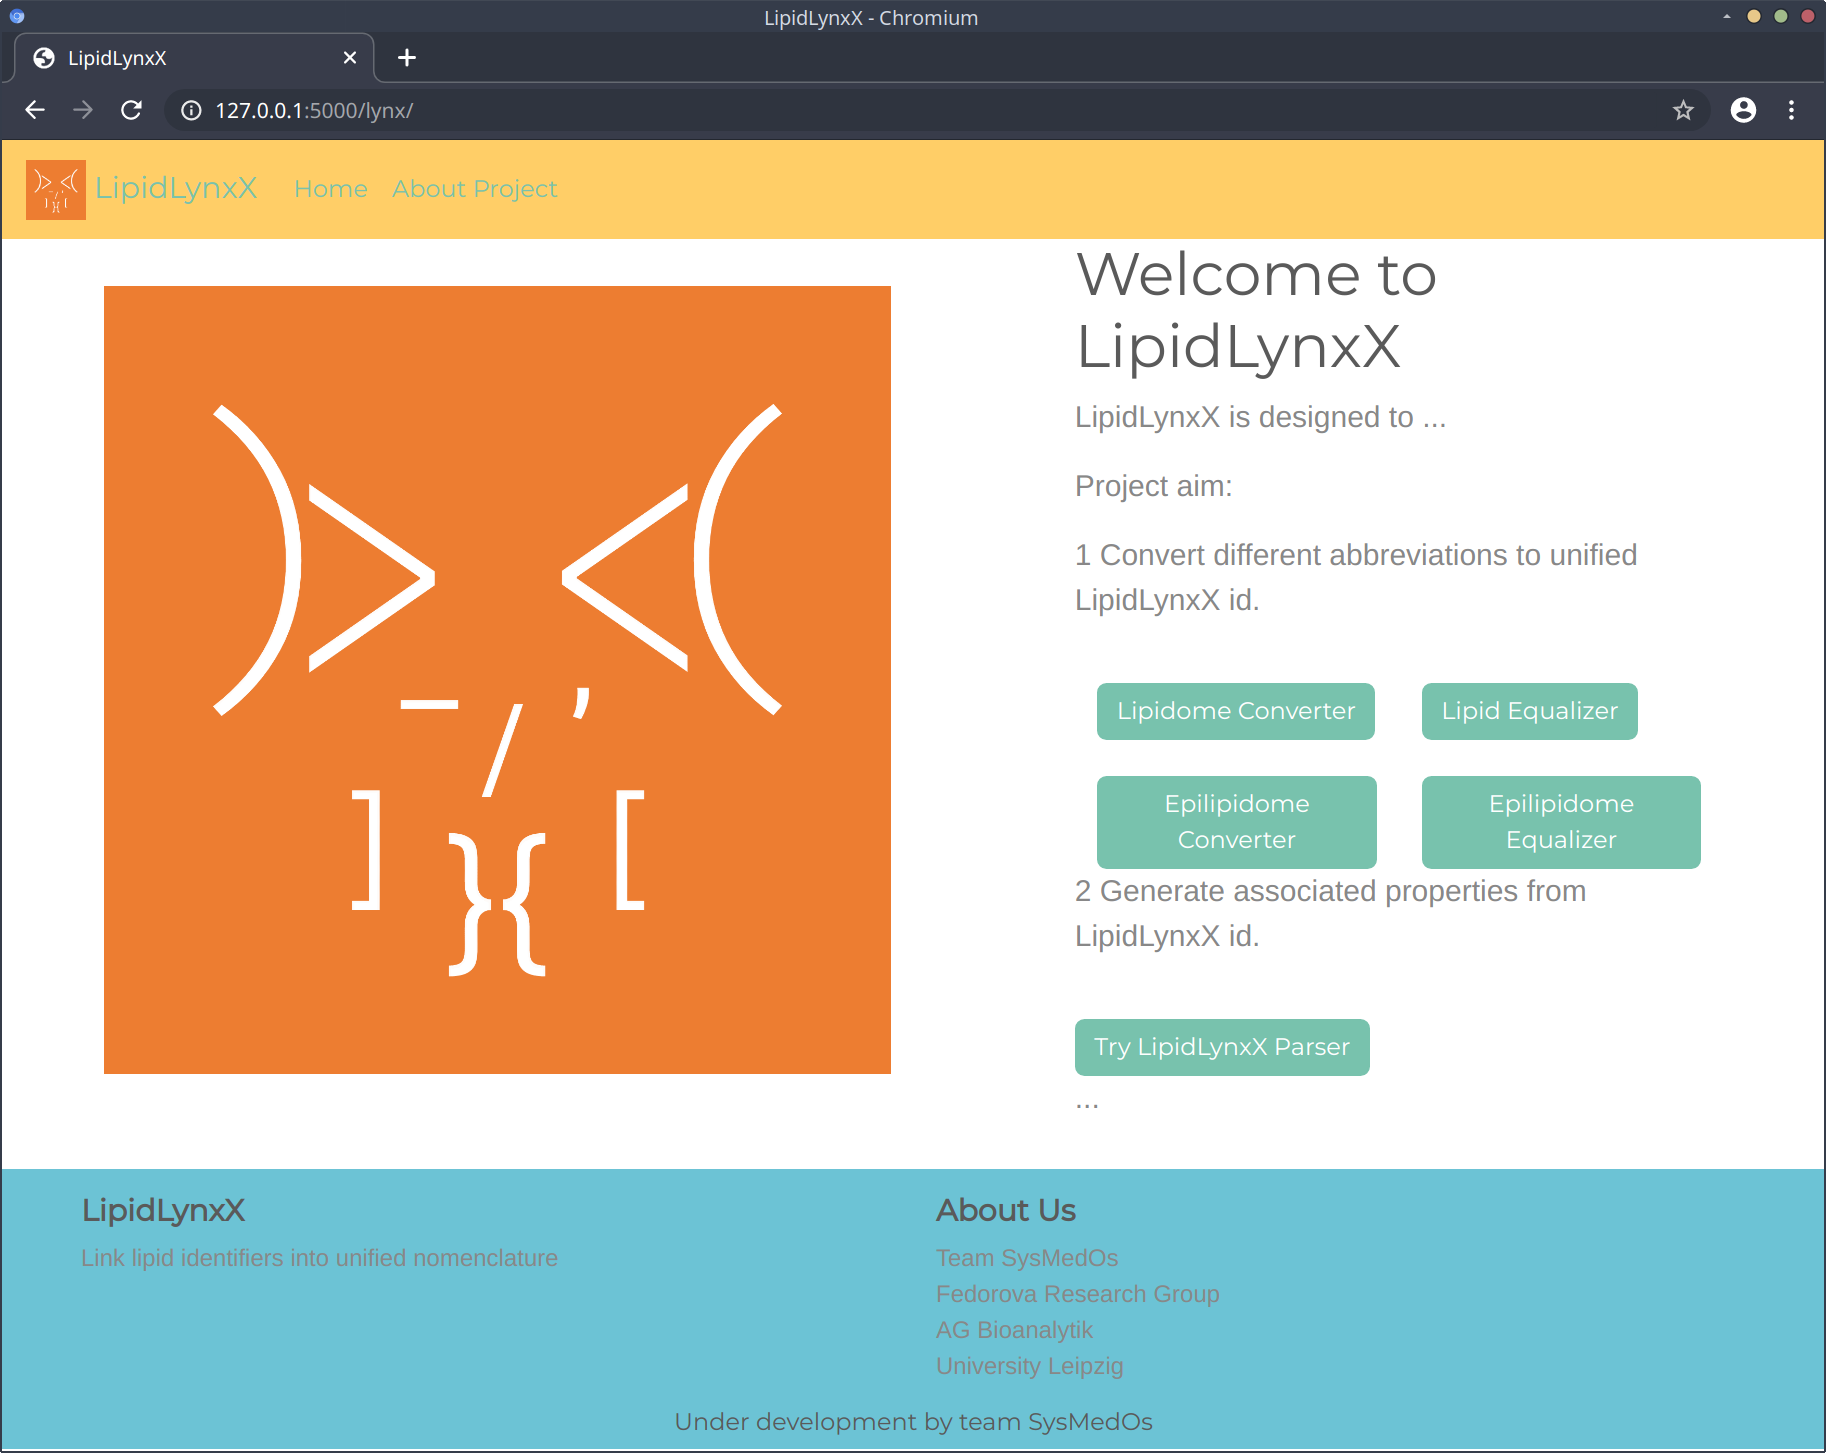 LipidLynxX - Chromium
LipidLynxX
127.0.0.1:5000/lynx/
LipidLynxX Home About Project
)> <(
_ / ,
] }{ [
Welcome to
LipidLynxX
LipidLynxX is designed to ...
Project aim:
1 Convert different abbreviations to unified
LipidLynxX id.
Lipidome Converter
Lipid Equalizer
Epilipidome
Converter
Epilipidome
Equalizer
2 Generate associated properties from
LipidLynxX id.
Try LipidLynxX Parser
...
LipidLynxX
Link lipid identifiers into unified nomenclature
About Us
Team SysMedOs
Fedorova Research Group
AG Bioanalytik
University Leipzig
Under development by team SysMedOs